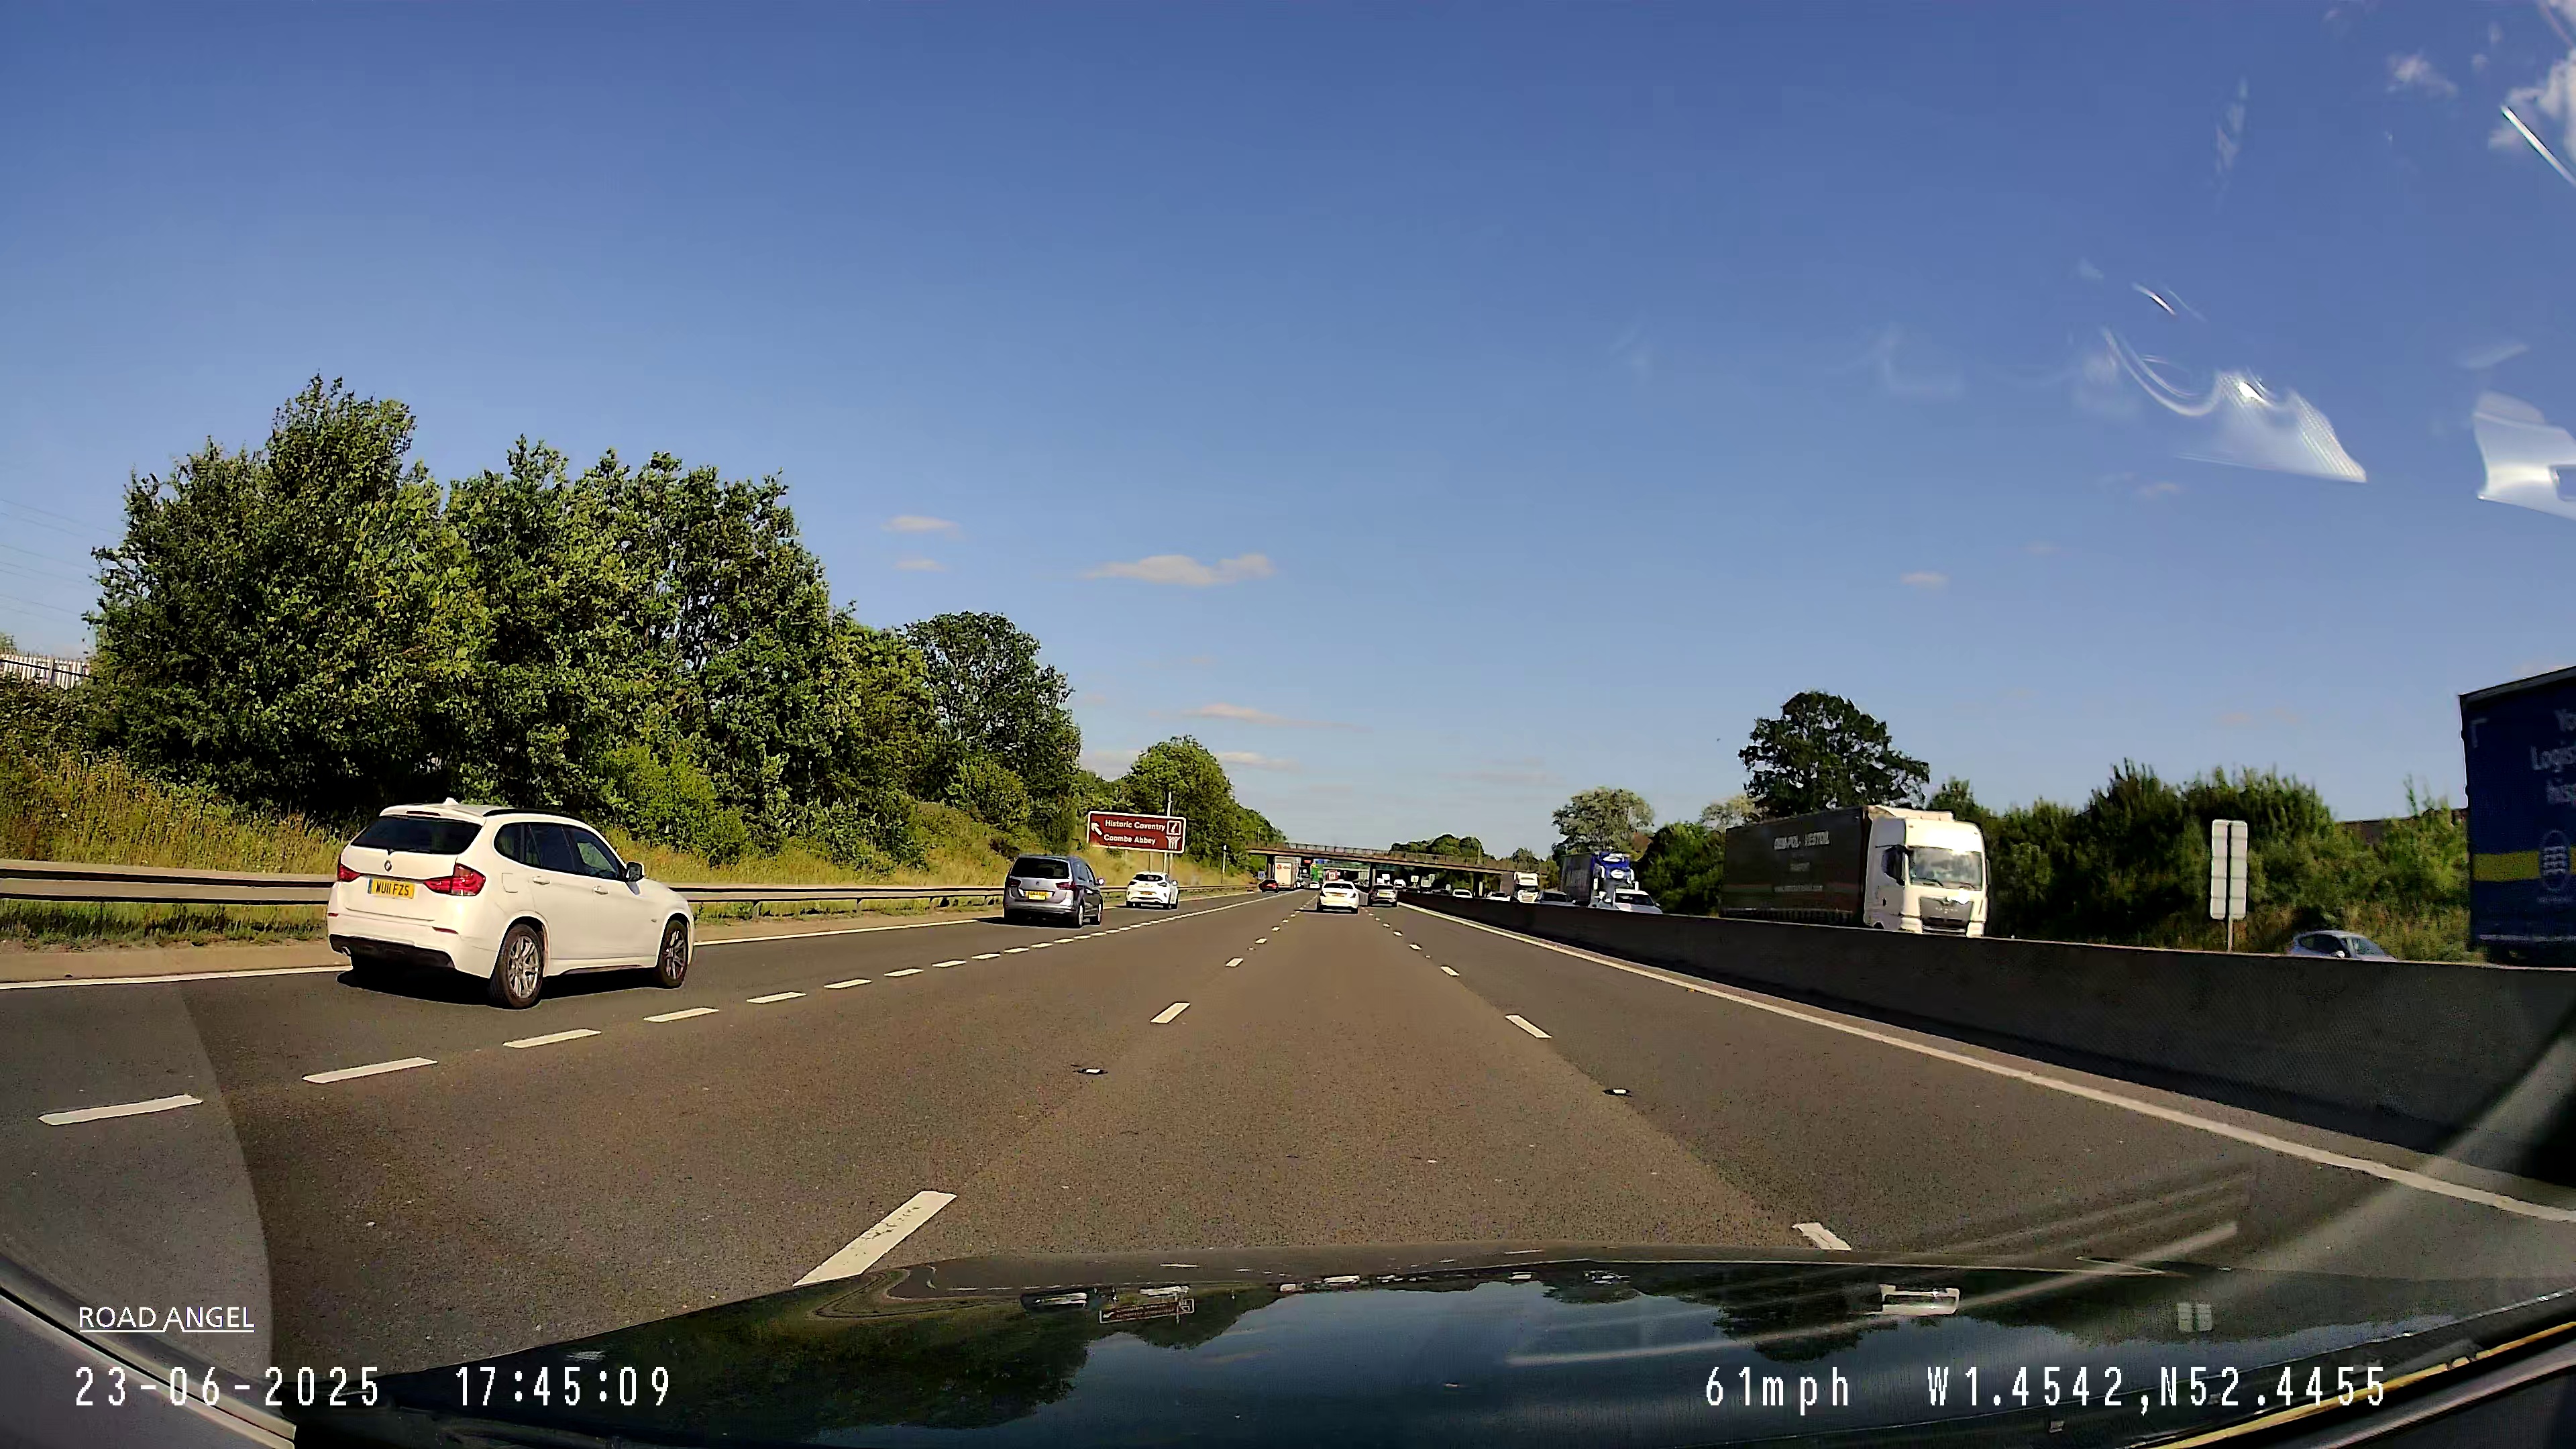 Historic Coventry
Coombe Abbey
WU11 FZS
ROAD ANGEL
23-06-2025 17:45:09
61mph W1.4542,N52.4455